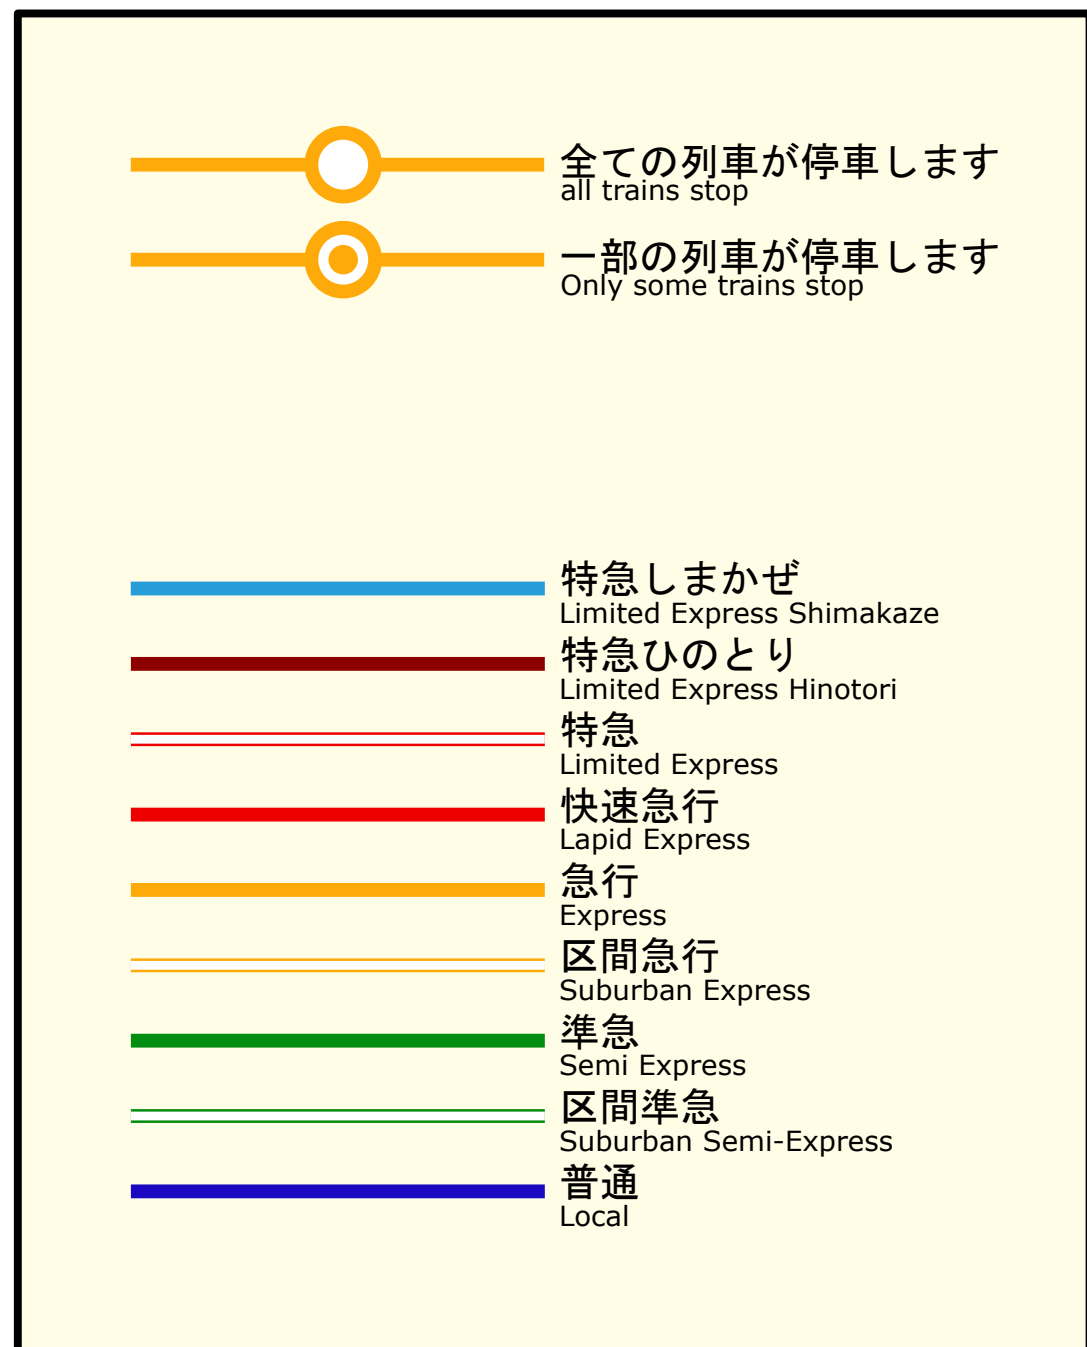 全ての列車が停車します
all trains stop
一部の列車が停車します
Only some trains stop
特急しまかぜ
Limited Express Shimakaze
特急ひのとり
Limited Express Hinotori
特急
Limited Express
快速急行
Lapid Express
急行
Express
区間急行
Suburban Express
準急
Semi Express
区間準急
Suburban Semi-Express
普通
Local